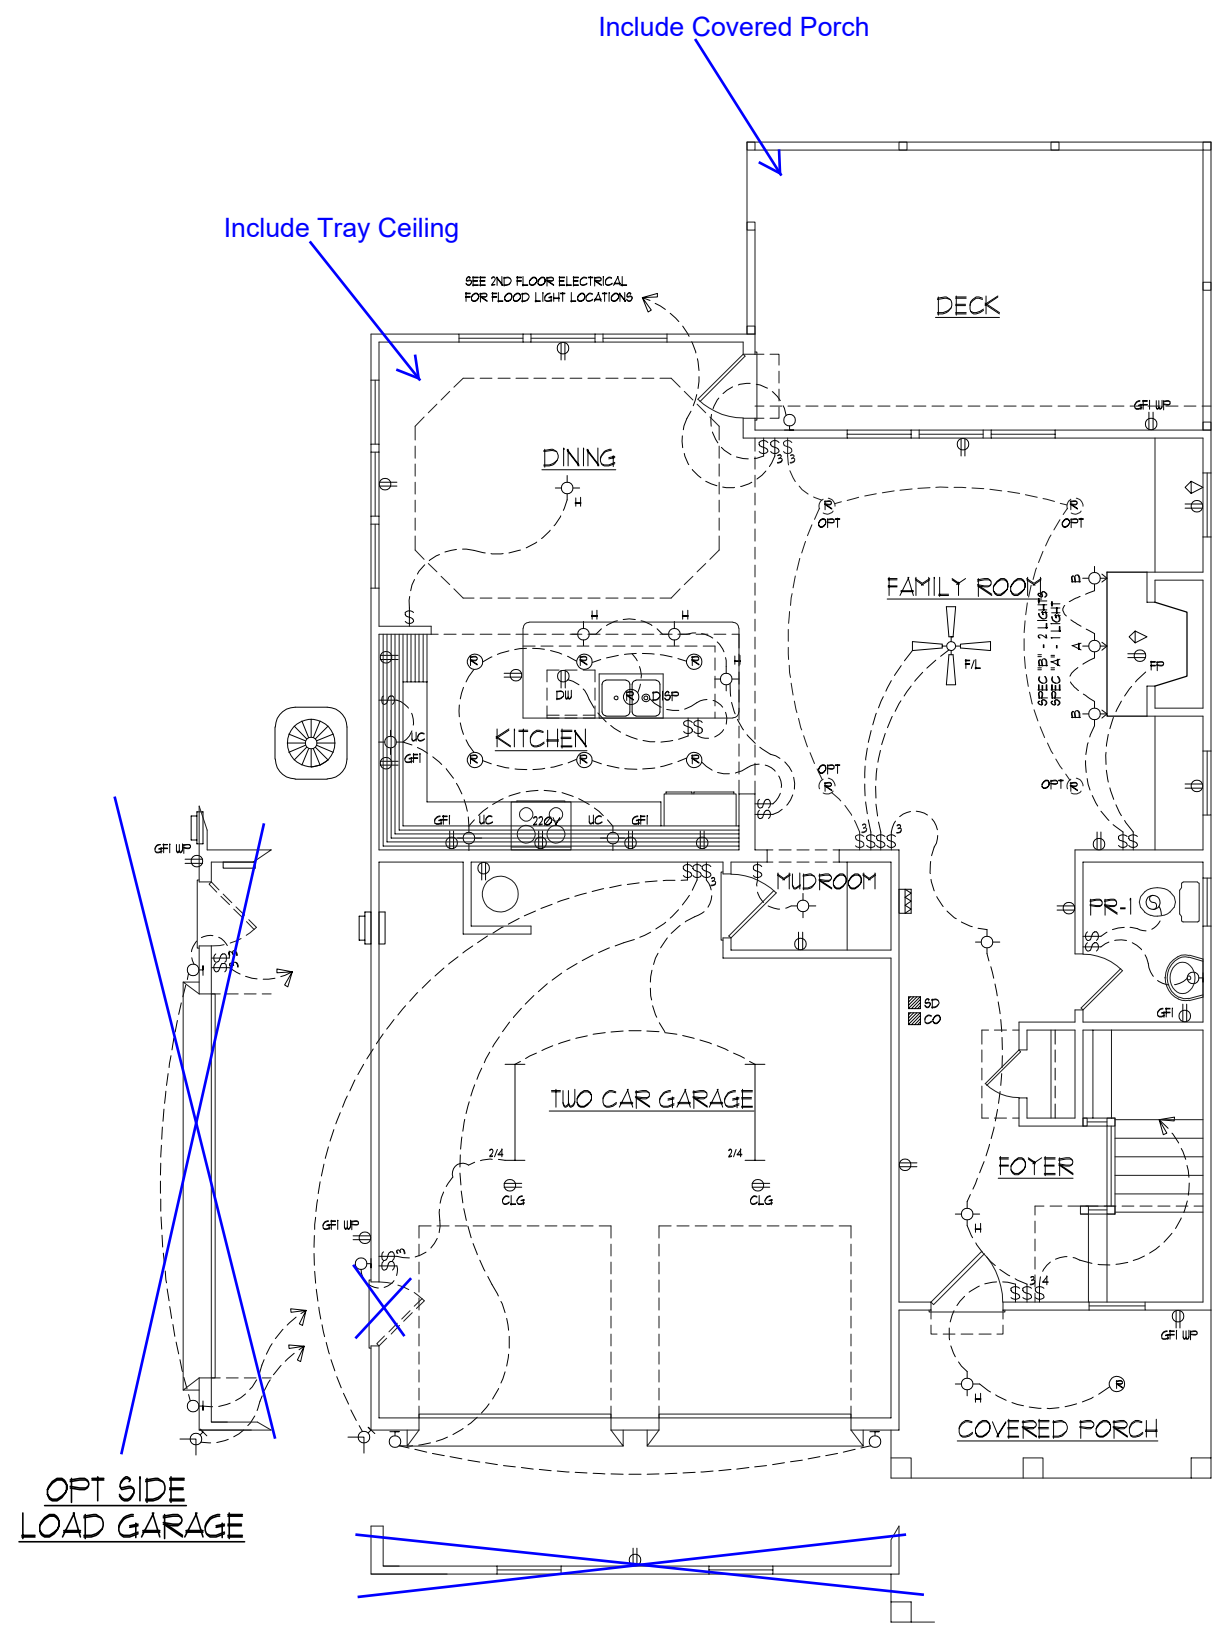 Include Covered Porch
Include Tray Ceiling
SEE 2ND FLOOR ELECTRICAL
FOR FLOOD LIGHT LOCATIONS
DECK
GFI WP
$$$
3 3
DINING
H
R
OPT
R
OPT
$
FAMILY ROOM
B
A
B
SPEC "B" - 2 LIGHTS
SPEC "A" - 1 LIGHT
F/L
FP
H
H
H
R
R
R
DW
R
DISP
$
$$
UC
GFI
KITCHEN
R
R
R
OPT
R
OPT
R
$$
GFI
UC
220V
UC
GFI
3
$$$$
3
$$
GFI WP
$$$
3
$
MUDROOM
PR-1
$$
$$
3
3
SD
CO
GFI
TWO CAR GARAGE
2/4
2/4
CLG
CLG
FOYER
GFI WP
$$
3
H
3/4
$$$
GFI WP
R
H
COVERED PORCH
OPT SIDE
LOAD GARAGE